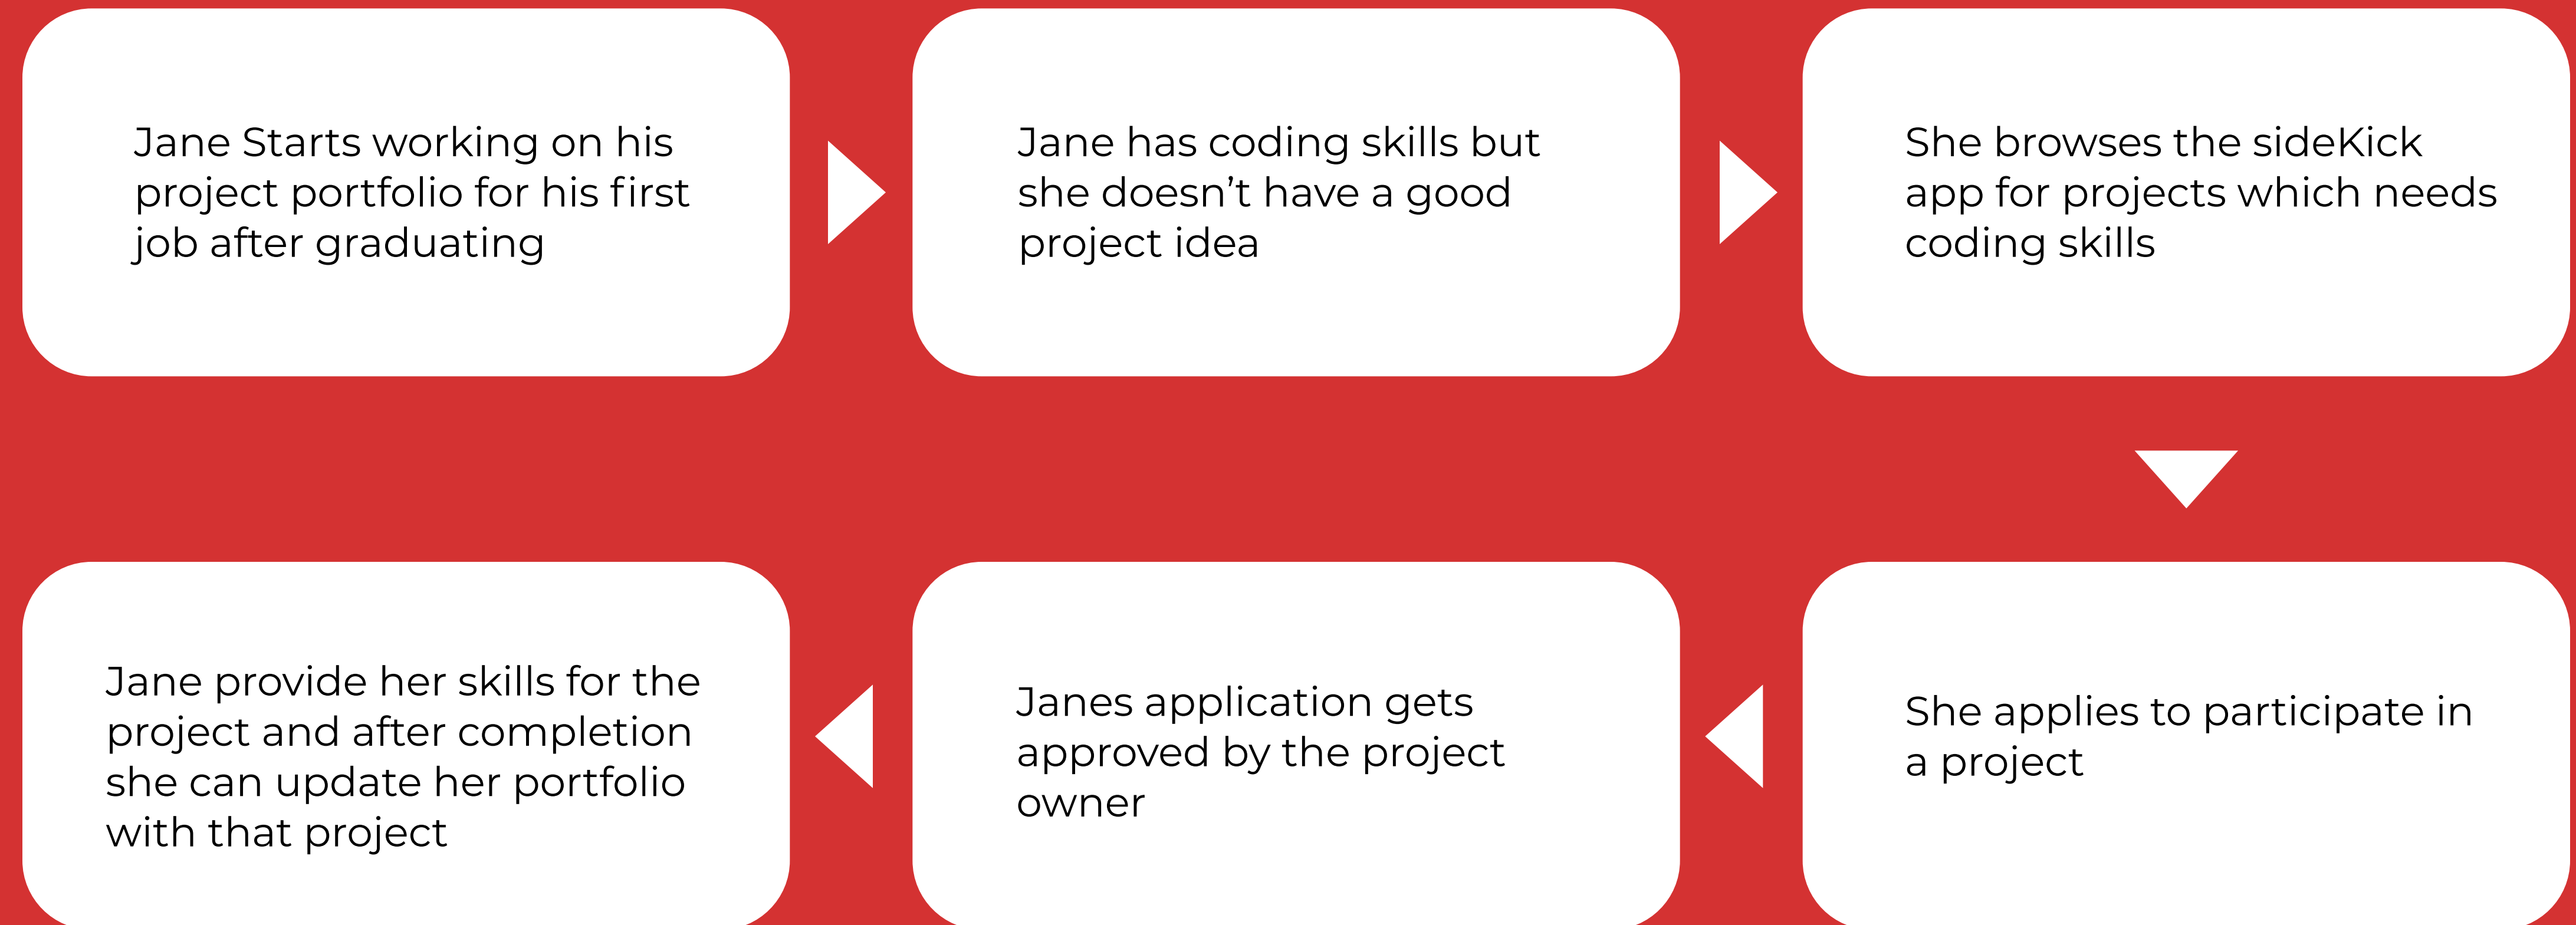 Jane Starts working on his
project portfolio for his first
job after graduating
Jane has coding skills but
she doesn’t have a good
project idea
She browses the sideKick
app for projects which needs
coding skills
She applies to participate in
a project
Janes application gets
approved by the project
owner
Jane provide her skills for the
project and after completion
she can update her portfolio
with that project